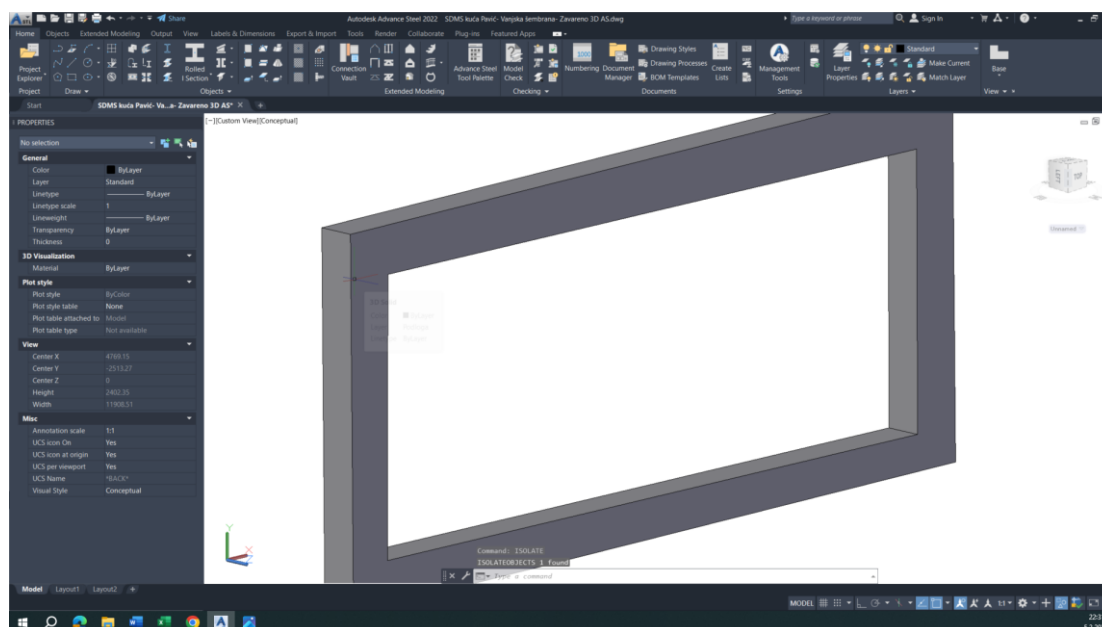 Share
Autodesk Advance Steel 2022 SDMS kuća Pavić- Vanjska šembrana- Zavareno 3D AS.dwg
Type a keyword or phrase
Sign In
Home Objects Extended Modeling Output View Labels & Dimensions Export & Import Tools Render Collaborate Plug-ins Featured Apps
Project Explorer
Rolled I Section
Connection Vault
Advance Steel Tool Palette
Model Check
Numbering
Document Manager
Drawing Styles
Drawing Processes
BOM Templates
Create Lists
Management Tools
Layer Properties
Standard
Make Current
Match Layer
Base
Project Draw Objects Extended Modeling Checking Documents Settings Layers View
Start SDMS kuća Pavić- Va...a- Zavareno 3D AS*
PROPERTIES
[−][Custom View][Conceptual]
No selection
General
Color ByLayer
Layer Standard
Linetype ByLayer
Linetype scale 1
Lineweight ByLayer
Transparency ByLayer
Thickness 0
3D Visualization
Material ByLayer
Plot style
Plot style ByColor
Plot style table None
Plot table attached to Model
Plot table type Not available
View
Center X 4769.15
Center Y -2513.27
Center Z 0
Height 2402.35
Width 11908.51
Misc
Annotation scale 1:1
UCS icon On Yes
UCS icon at origin Yes
UCS per viewport Yes
UCS Name *BACK*
Visual Style Conceptual
LEFT
Unnamed
Y
X
Z
Command: ISOLATE
ISOLATEOBJECTS 1 found
Type a command
Model Layout1 Layout2 +
MODEL
1:1